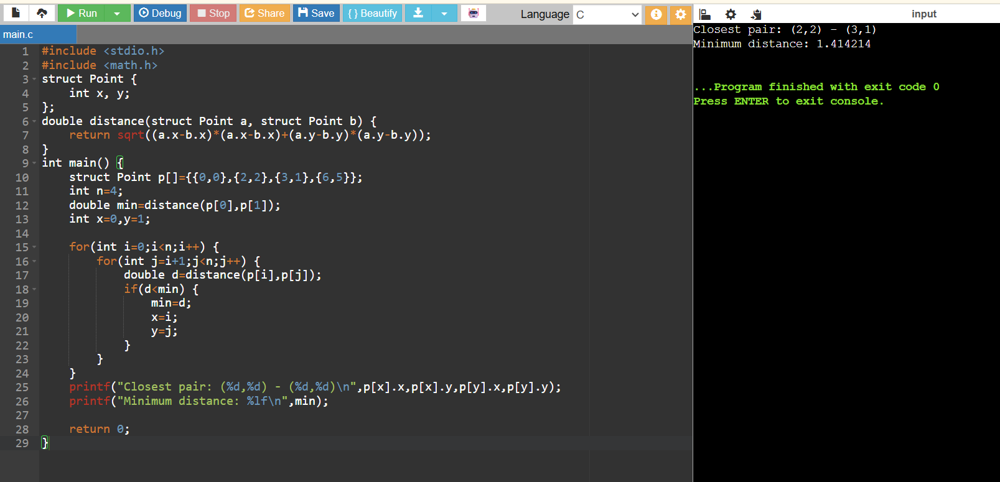 Run Debug Stop Share Save { } Beautify Language C input
main.c
1 #include <stdio.h>
2 #include <math.h>
3 struct Point {
4     int x, y;
5 };
6 double distance(struct Point a, struct Point b) {
7     return sqrt((a.x-b.x)*(a.x-b.x)+(a.y-b.y)*(a.y-b.y));
8 }
9 int main() {
10     struct Point p[]={{0,0},{2,2},{3,1},{6,5}};
11     int n=4;
12     double min=distance(p[0],p[1]);
13     int x=0,y=1;
14
15     for(int i=0;i<n;i++) {
16         for(int j=i+1;j<n;j++) {
17             double d=distance(p[i],p[j]);
18             if(d<min) {
19                 min=d;
20                 x=i;
21                 y=j;
22             }
23         }
24     }
25     printf("Closest pair: (%d,%d) - (%d,%d)\n",p[x].x,p[x].y,p[y].x,p[y].y);
26     printf("Minimum distance: %lf\n",min);
27
28     return 0;
29 }
Closest pair: (2,2) - (3,1)
Minimum distance: 1.414214
...Program finished with exit code 0
Press ENTER to exit console.